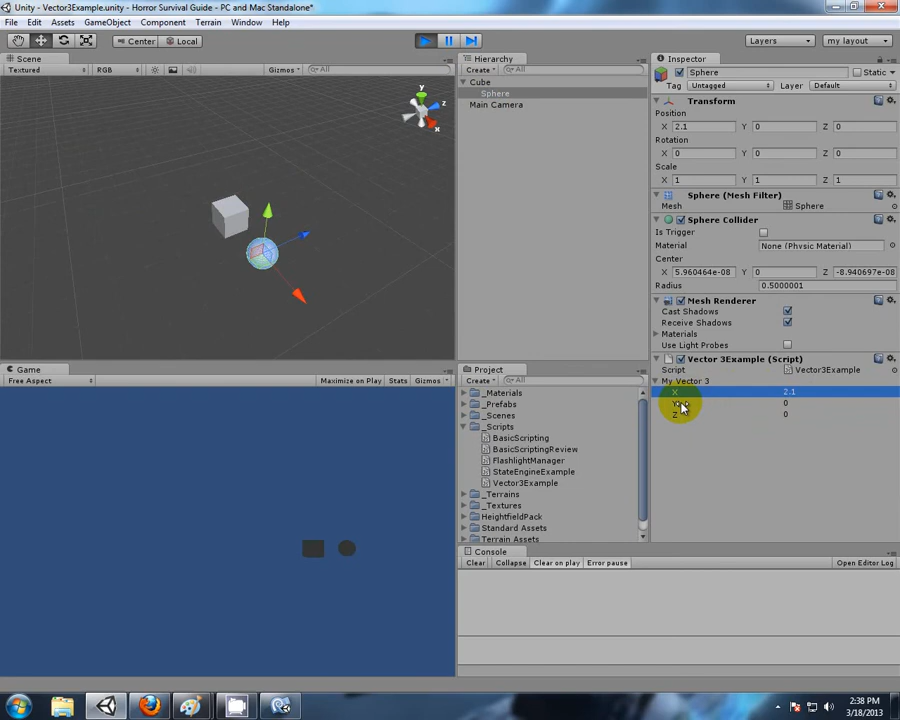 Unity - Vector3Example.unity - Horror Survival Guide - PC and Mac Standalone*
File Edit Assets GameObject Component Terrain Window Help
Center Local Layers my layout
Scene
Textured RGB Gizmos All
y
z
x
Game
Free Aspect Maximize on Play Stats Gizmos
Hierarchy
Create All
Cube
Sphere
Main Camera
Project
Create All
_Materials
_Prefabs
_Scenes
_Scripts
BasicScripting
BasicScriptingReview
FlashlightManager
StateEngineExample
Vector3Example
_Terrains
_Textures
HeightfieldPack
Standard Assets
Terrain Assets
Console
Clear Collapse Clear on play Error pause Open Editor Log
Inspector
Sphere Static
Tag Untagged Layer Default
Transform
Position
X 2.1 Y 0 Z 0
Rotation
X 0 Y 0 Z 0
Scale
X 1 Y 1 Z 1
Sphere (Mesh Filter)
Mesh Sphere
Sphere Collider
Is Trigger
Material None (Physic Material)
Center
X 5.960464e-08 Y 0 Z -8.940697e-08
Radius 0.5000001
Mesh Renderer
Cast Shadows
Receive Shadows
Materials
Use Light Probes
Vector 3Example (Script)
Script Vector3Example
My Vector 3
X 2.1
Y 0
Z 0
2:38 PM
3/18/2013